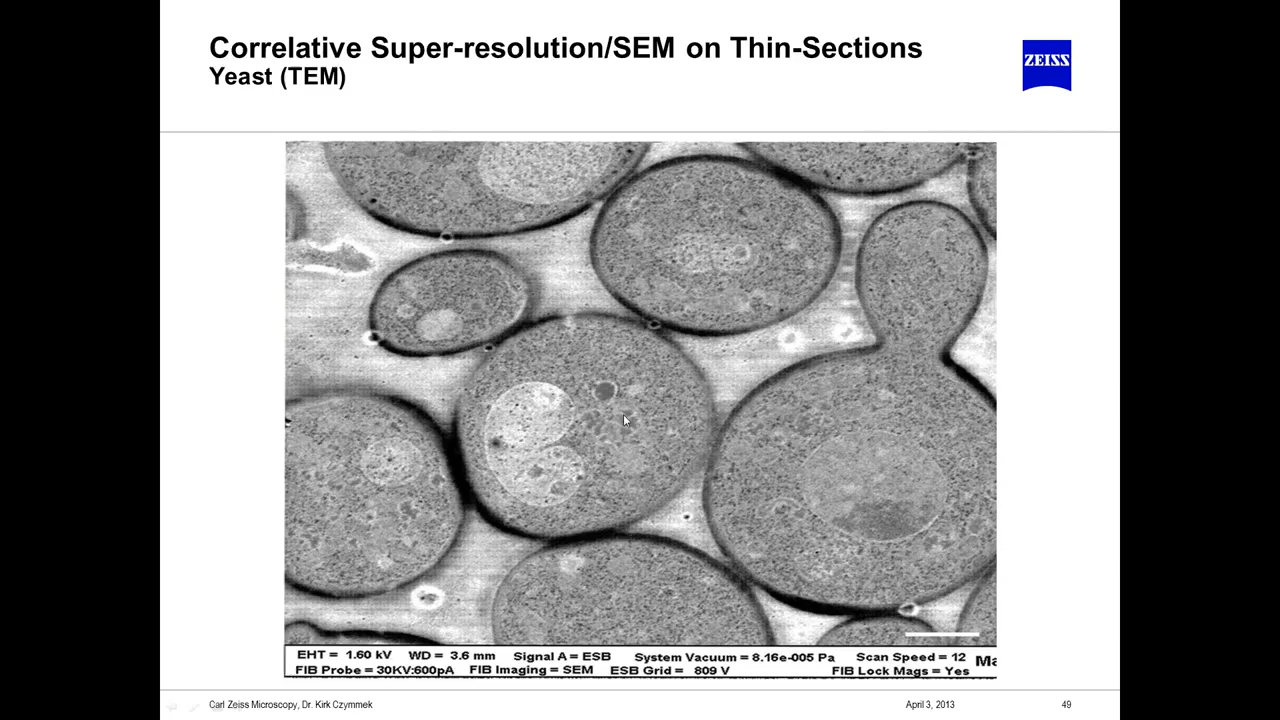 Correlative Super-resolution/SEM on Thin-Sections
Yeast (TEM)
ZEISS
EHT = 1.60 kV WD = 3.6 mm Signal A = ESB System Vacuum = 8.16e-005 Pa Scan Speed = 12 Ma
FIB Probe = 30KV:600pA FIB Imaging = SEM ESB Grid = 809 V FIB Lock Mags = Yes
Carl Zeiss Microscopy, Dr. Kirk Czymmek April 3, 2013 49